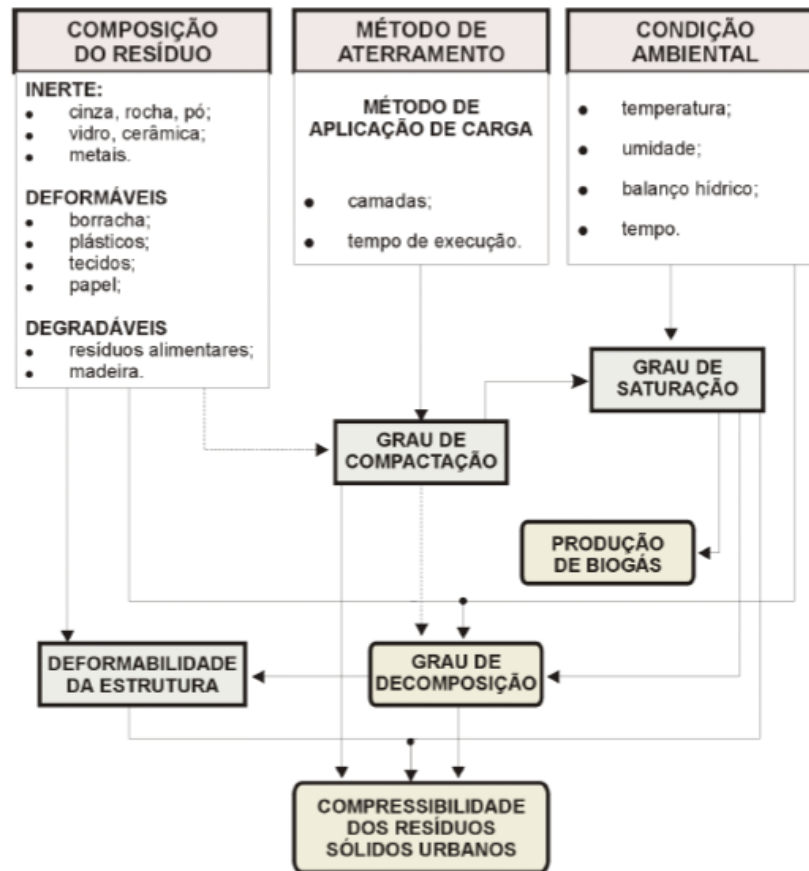 COMPOSIÇÃO
DO RESÍDUO
INERTE:
• cinza, rocha, pó;
• vidro, cerâmica;
• metais.
DEFORMÁVEIS
• borracha;
• plásticos;
• tecidos;
• papel;
DEGRADÁVEIS
• resíduos alimentares;
• madeira.
MÉTODO DE
ATERRAMENTO
MÉTODO DE
APLICAÇÃO DE CARGA
• camadas;
• tempo de execução.
CONDIÇÃO
AMBIENTAL
• temperatura;
• umidade;
• balanço hídrico;
• tempo.
GRAU DE
SATURAÇÃO
GRAU DE
COMPACTAÇÃO
PRODUÇÃO
DE BIOGÁS
DEFORMABILIDADE
DA ESTRUTURA
GRAU DE
DECOMPOSIÇÃO
COMPRESSIBILIDADE
DOS RESÍDUOS
SÓLIDOS URBANOS